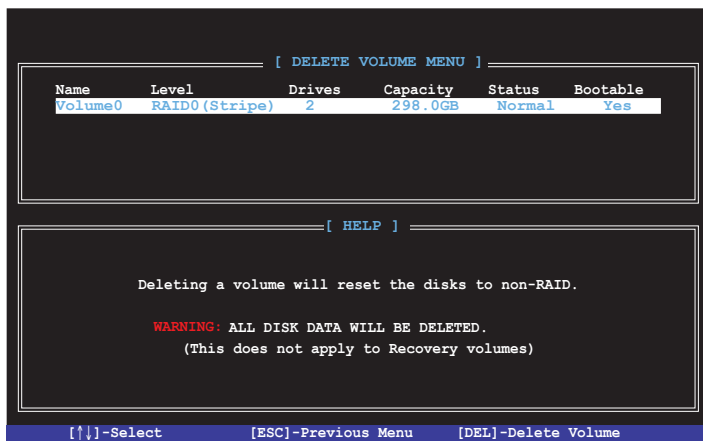 [ DELETE VOLUME MENU ]
Name Level Drives Capacity Status Bootable
Volume0 RAID0(Stripe) 2 298.0GB Normal Yes
[ HELP ]
Deleting a volume will reset the disks to non-RAID.
WARNING: ALL DISK DATA WILL BE DELETED.
(This does not apply to Recovery volumes)
[↑↓]-Select [ESC]-Previous Menu [DEL]-Delete Volume